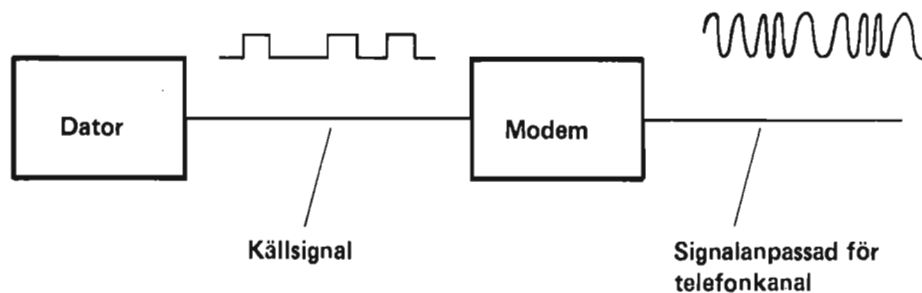 Dator
Modem
Källsignal
Signalanpassad för
telefonkanal